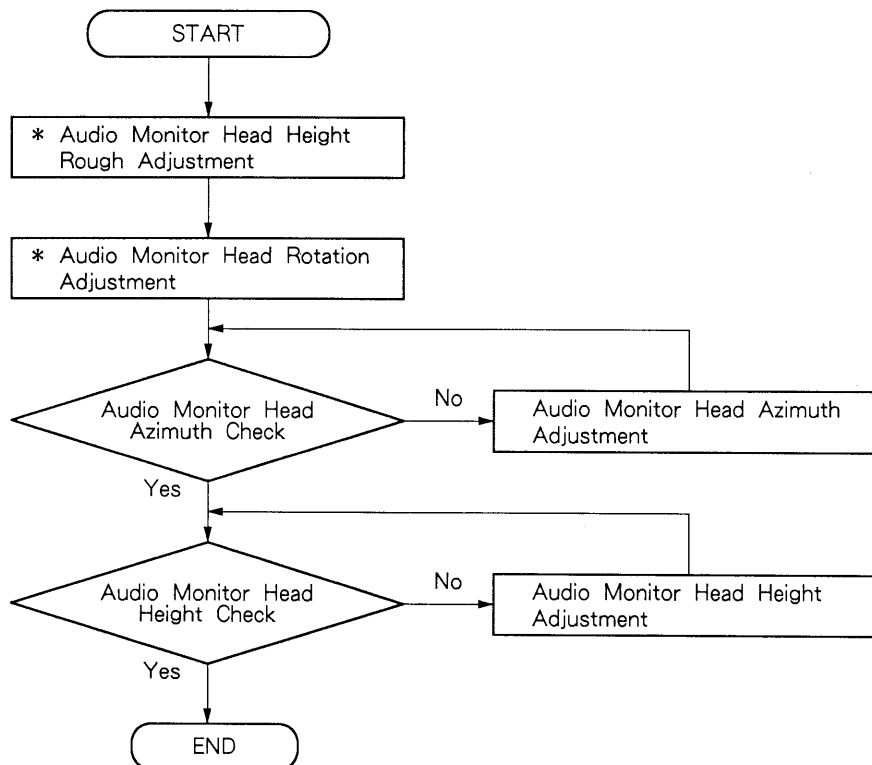 START
* Audio Monitor Head Height
Rough Adjustment
* Audio Monitor Head Rotation
Adjustment
Audio Monitor Head
Azimuth Check
No
Audio Monitor Head Azimuth
Adjustment
Yes
Audio Monitor Head
Height Check
No
Audio Monitor Head Height
Adjustment
Yes
END